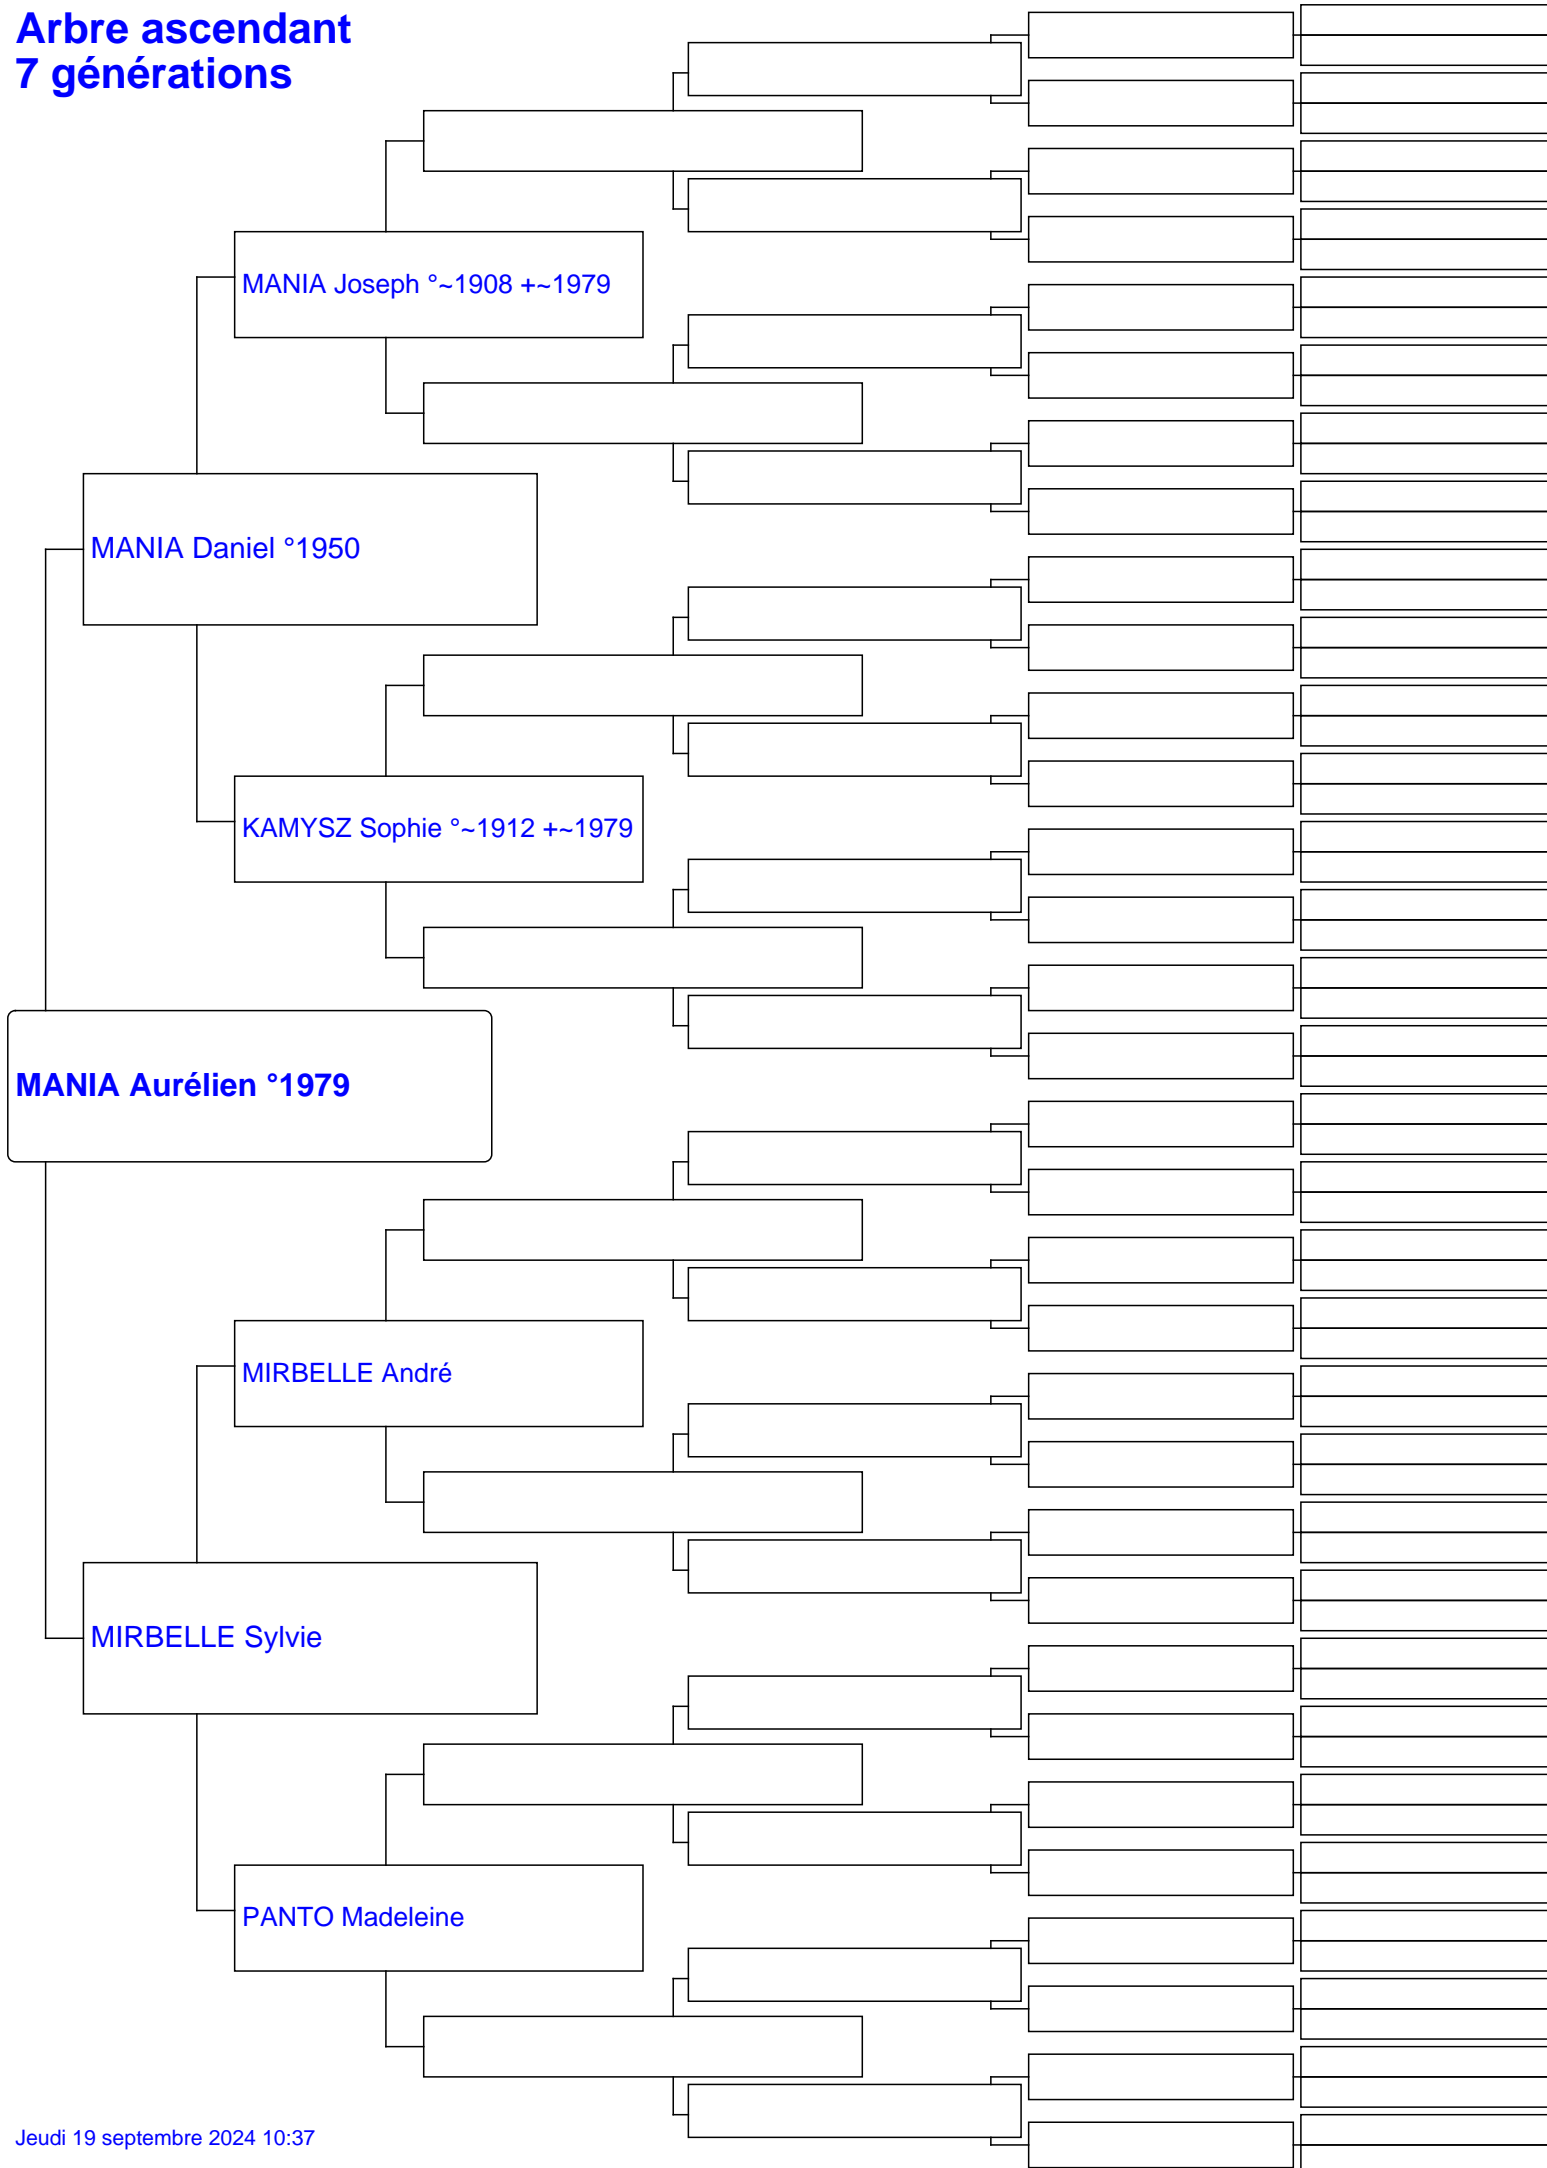 Arbre ascendant
7 générations
MANIA Joseph °~1908 +~1979
MANIA Daniel °1950
KAMYSZ Sophie °~1912 +~1979
MANIA Aurélien °1979
MIRBELLE André
MIRBELLE Sylvie
PANTO Madeleine
Jeudi 19 septembre 2024 10:37